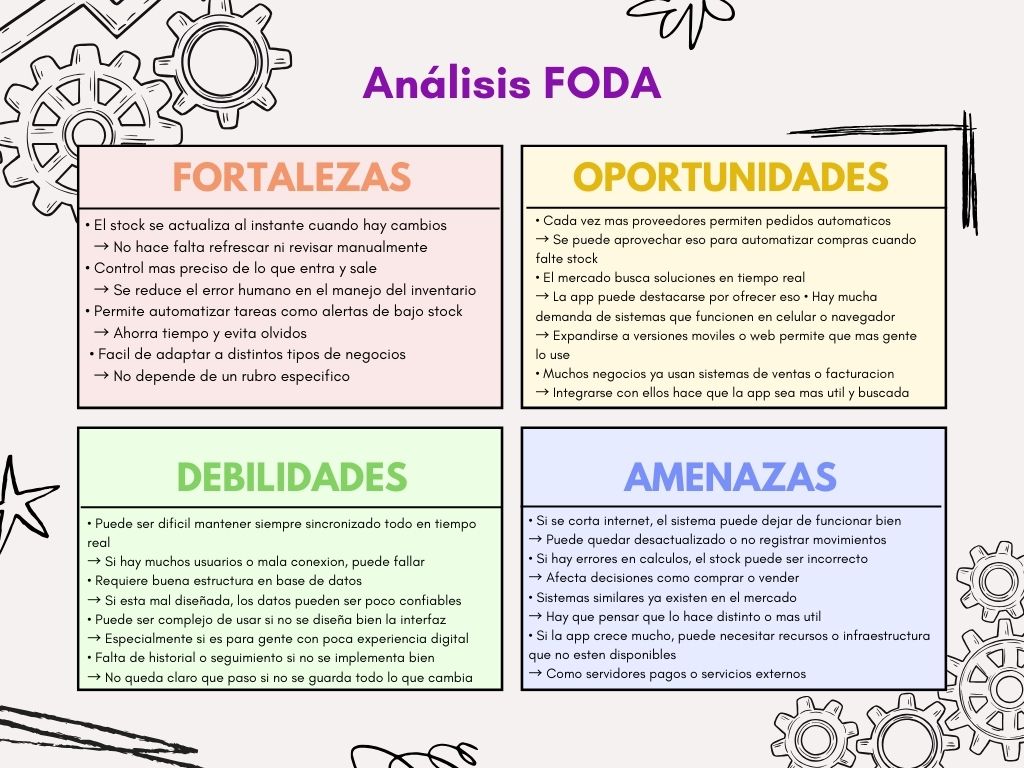 Análisis FODA
FORTALEZAS
• El stock se actualiza al instante cuando hay cambios
→ No hace falta refrescar ni revisar manualmente
• Control mas preciso de lo que entra y sale
→ Se reduce el error humano en el manejo del inventario
• Permite automatizar tareas como alertas de bajo stock
→ Ahorra tiempo y evita olvidos
• Facil de adaptar a distintos tipos de negocios
→ No depende de un rubro especifico
OPORTUNIDADES
• Cada vez mas proveedores permiten pedidos automaticos
→ Se puede aprovechar eso para automatizar compras cuando
falte stock
• El mercado busca soluciones en tiempo real
→ La app puede destacarse por ofrecer eso • Hay mucha
demanda de sistemas que funcionen en celular o navegador
→ Expandirse a versiones moviles o web permite que mas gente
lo use
• Muchos negocios ya usan sistemas de ventas o facturacion
→ Integrarse con ellos hace que la app sea mas util y buscada
DEBILIDADES
• Puede ser dificil mantener siempre sincronizado todo en tiempo
real
→ Si hay muchos usuarios o mala conexion, puede fallar
• Requiere buena estructura en base de datos
→ Si esta mal diseñada, los datos pueden ser poco confiables
• Puede ser complejo de usar si no se diseña bien la interfaz
→ Especialmente si es para gente con poca experiencia digital
• Falta de historial o seguimiento si no se implementa bien
→ No queda claro que paso si no se guarda todo lo que cambia
AMENAZAS
• Si se corta internet, el sistema puede dejar de funcionar bien
→ Puede quedar desactualizado o no registrar movimientos
• Si hay errores en calculos, el stock puede ser incorrecto
→ Afecta decisiones como comprar o vender
• Sistemas similares ya existen en el mercado
→ Hay que pensar que lo hace distinto o mas util
• Si la app crece mucho, puede necesitar recursos o infraestructura
que no esten disponibles
→ Como servidores pagos o servicios externos